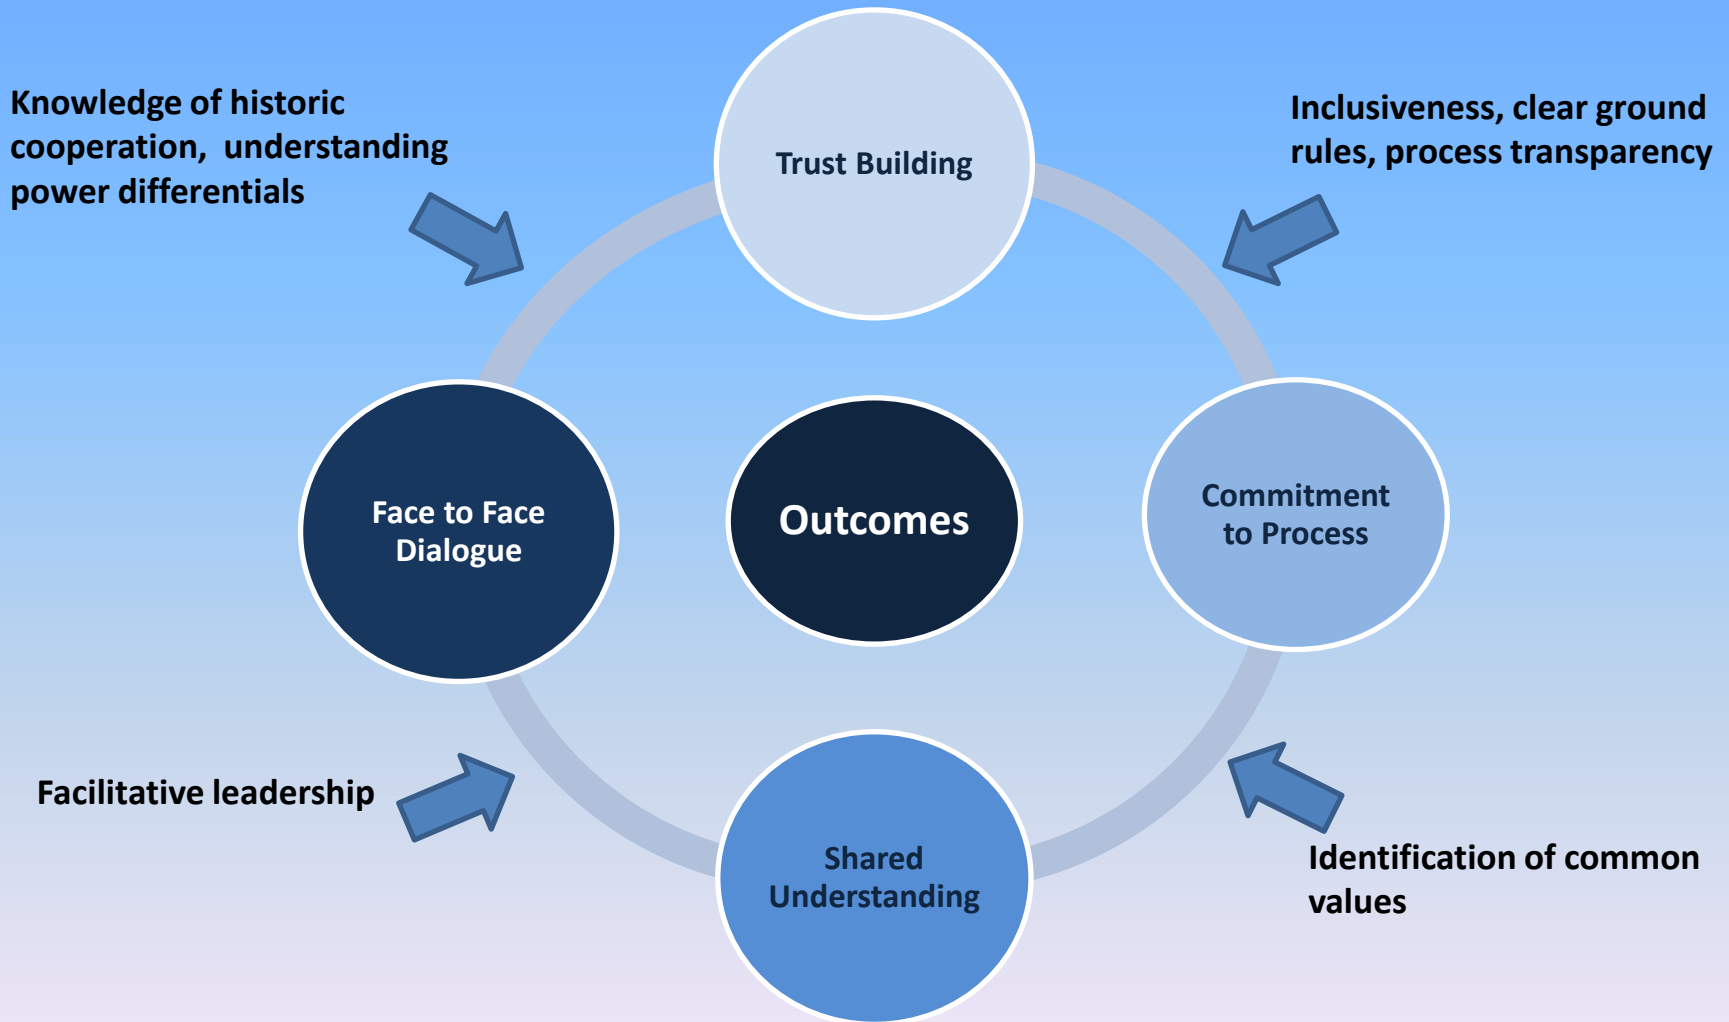 Knowledge of historic
cooperation,  understanding
power differentials
Trust Building
Inclusiveness, clear ground
rules, process transparency
Face to Face
Dialogue
Outcomes
Commitment
to Process
Facilitative leadership
Shared
Understanding
Identification of common
values